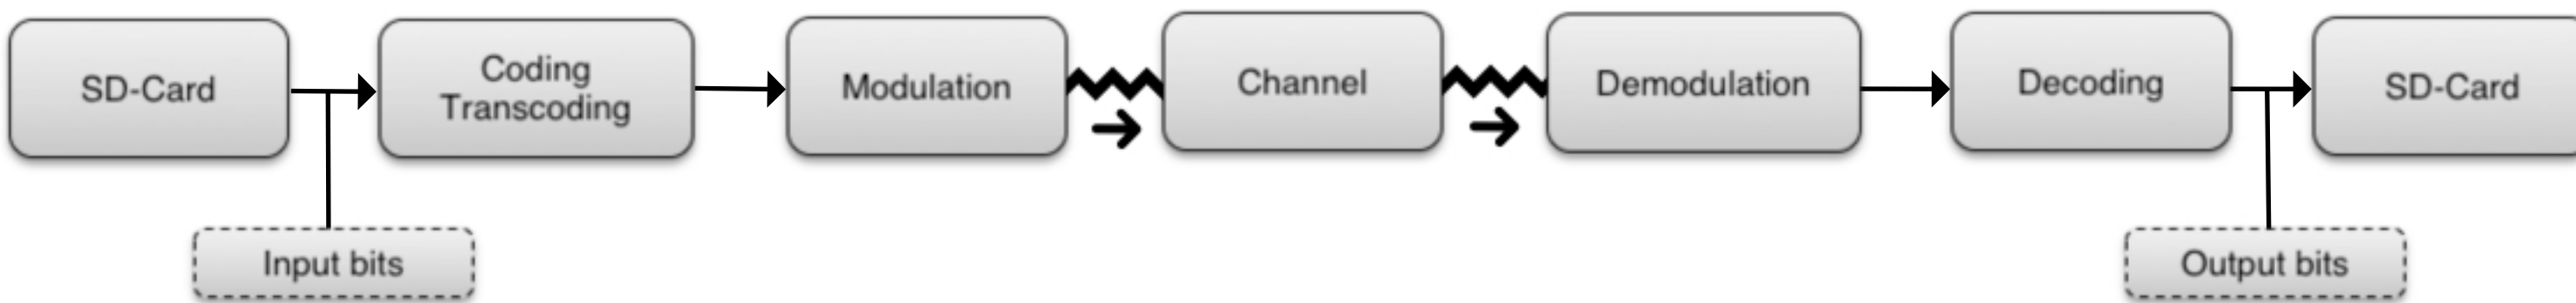 SD-Card
Coding
Transcoding
Modulation
Channel
Demodulation
Decoding
SD-Card
Input bits
Output bits